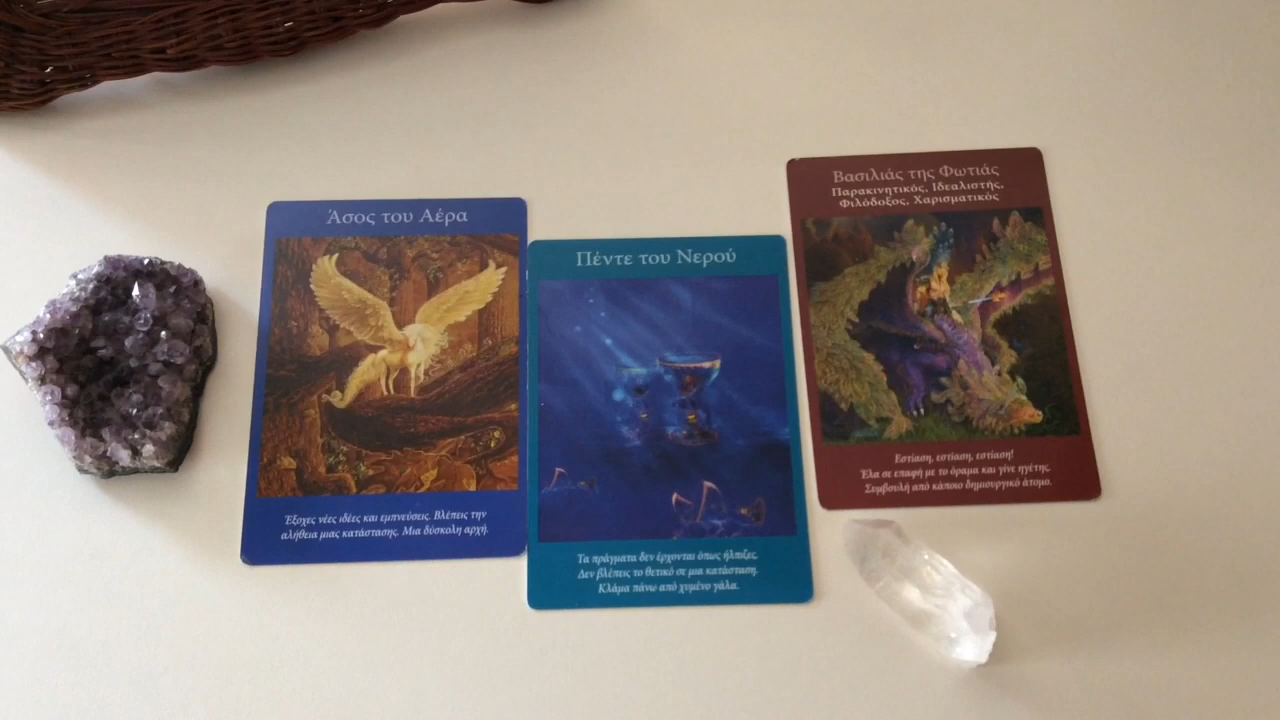 Άσος του Αέρα
Έξοχες νέες ιδέες και εμπνεύσεις. Βλέπεις την
αλήθεια μιας κατάστασης. Μια δύσκολη αρχή.
Πέντε του Νερού
Τα πράγματα δεν έρχονται όπως ήλπιζες.
Δεν βλέπεις το θετικό σε μια κατάσταση.
Κλάμα πάνω από χυμένο γάλα.
Βασιλιάς της Φωτιάς
Παρακινητικός, Ιδεαλιστής,
Φιλόδοξος, Χαρισματικός
Εστίαση, εστίαση, εστίαση!
Έλα σε επαφή με το όραμα και γίνε ηγέτης.
Συμβουλή από κάποιο δημιουργικό άτομο.